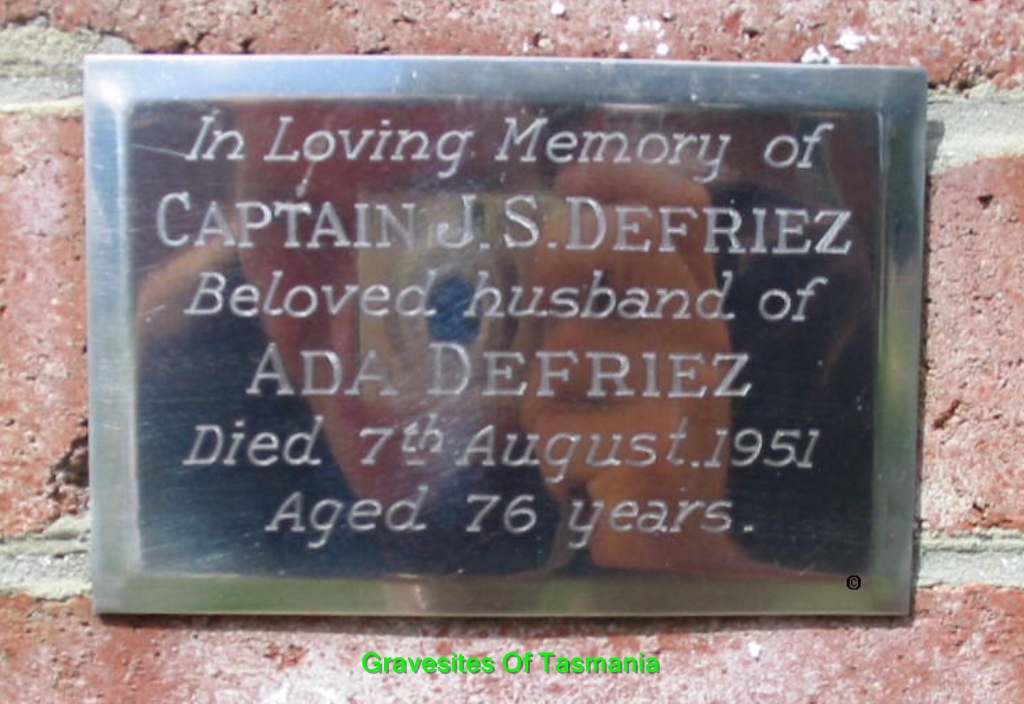 In Loving Memory of
CAPTAIN J.S. DEFRIEZ
Beloved husband of
ADA DEFRIEZ
Died 7th August.1951
Aged 76 years.
©
Gravesites Of Tasmania